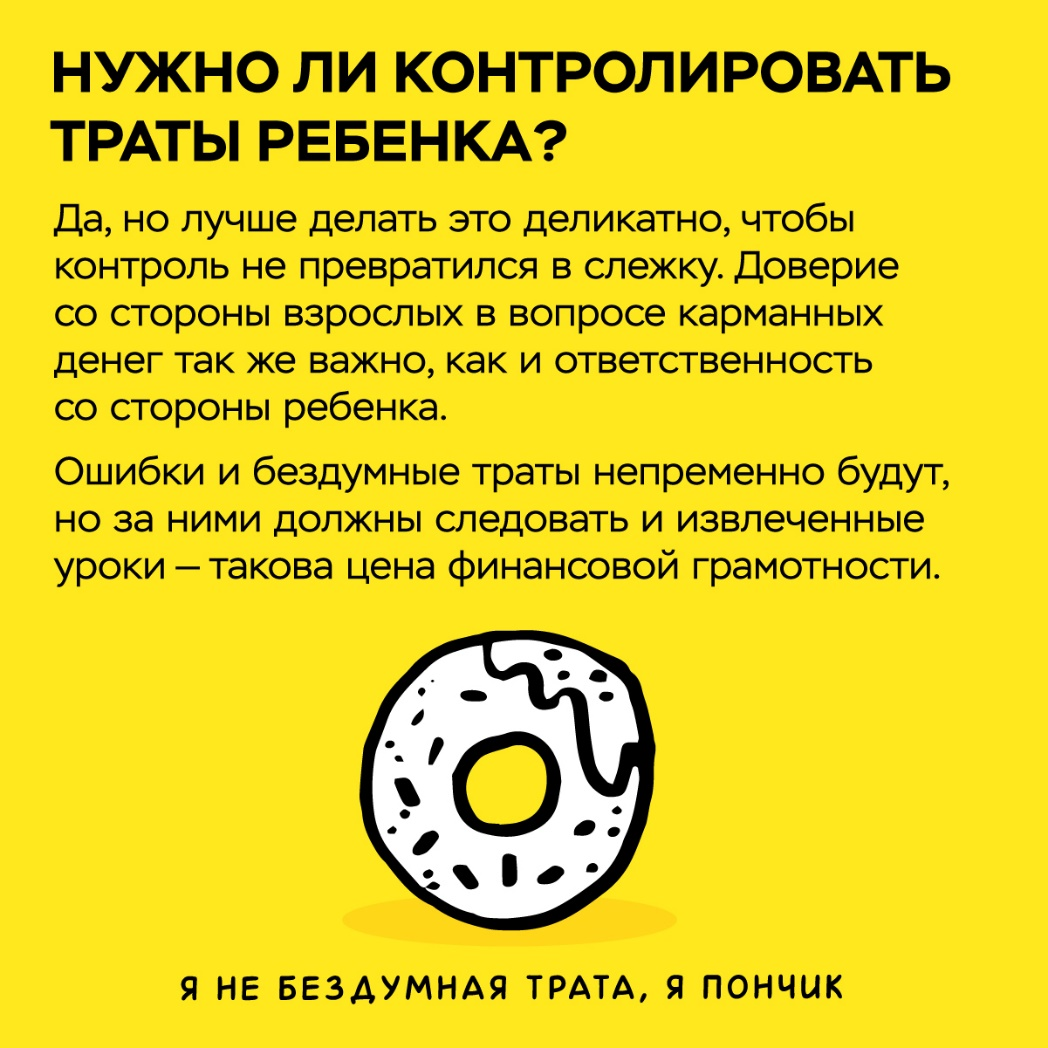 НУЖНО ЛИ КОНТРОЛИРОВАТЬ
ТРАТЫ РЕБЕНКА?
Да, но лучше делать это деликатно, чтобы
контроль не превратился в слежку. Доверие
со стороны взрослых в вопросе карманных
денег так же важно, как и ответственность
со стороны ребенка.
Ошибки и бездумные траты непременно будут,
но за ними должны следовать и извлеченные
уроки — такова цена финансовой грамотности.
Я НЕ БЕЗДУМНАЯ ТРАТА, Я ПОНЧИК